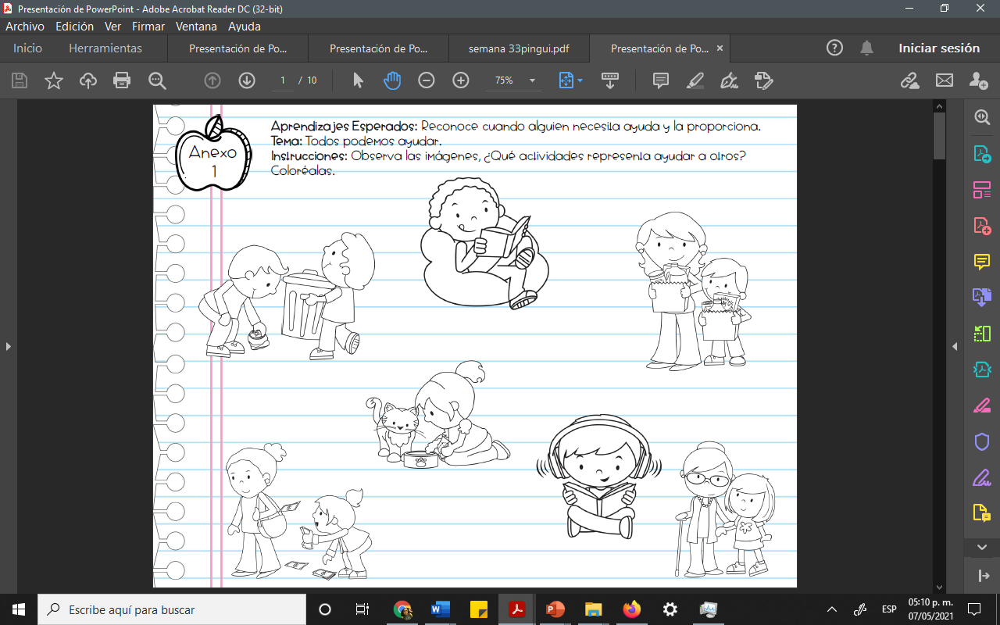 Presentación de PowerPoint - Adobe Acrobat Reader DC (32-bit)
Archivo Edición Ver Firmar Ventana Ayuda
Inicio Herramientas Presentación de Po... Presentación de Po... semana 33pingui.pdf Presentación de Po... × Iniciar sesión
1 / 10 75%
Anexo
1
Aprendizajes Esperados: Reconoce cuando alguien necesita ayuda y la proporciona.
Tema: Todos podemos ayudar.
Instrucciones: Observa las imágenes, ¿Qué actividades representa ayudar a otros?
Coloréalas.
Escribe aquí para buscar
ESP
05:10 p. m.
07/05/2021